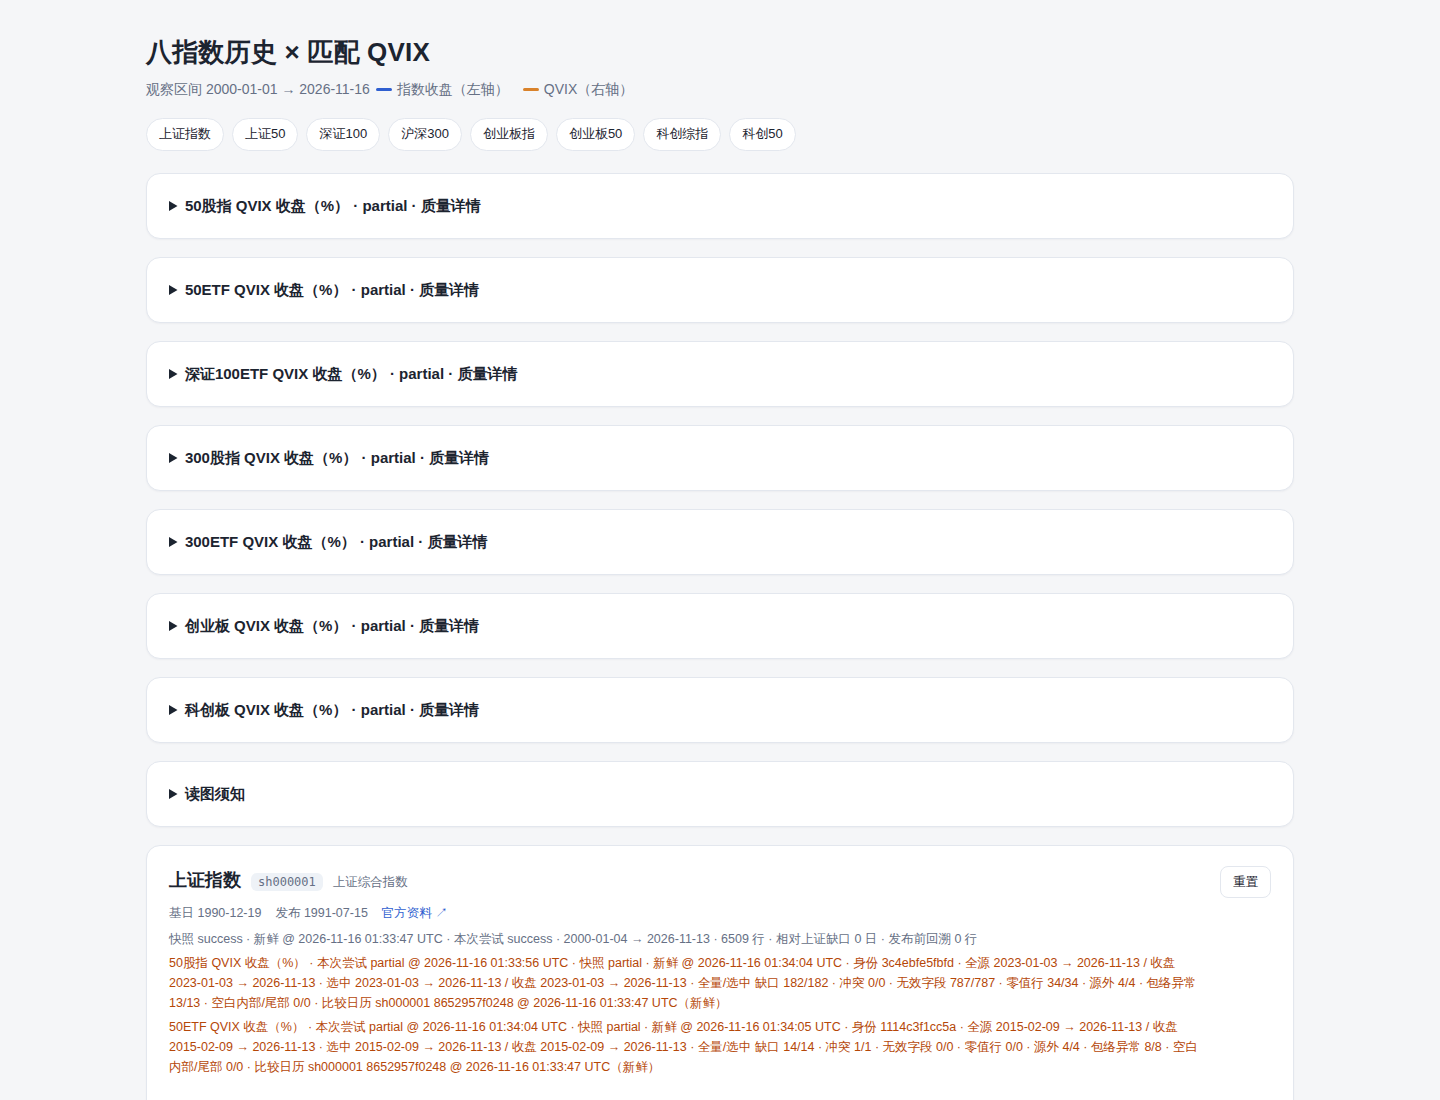 八指数历史 × 匹配 QVIX
观察区间 2000-01-01 → 2026-11-16 指数收盘（左轴） QVIX（右轴）
上证指数 上证50 深证100 沪深300 创业板指 创业板50 科创综指 科创50
50股指 QVIX 收盘（%） · partial · 质量详情
50ETF QVIX 收盘（%） · partial · 质量详情
深证100ETF QVIX 收盘（%） · partial · 质量详情
300股指 QVIX 收盘（%） · partial · 质量详情
300ETF QVIX 收盘（%） · partial · 质量详情
创业板 QVIX 收盘（%） · partial · 质量详情
科创板 QVIX 收盘（%） · partial · 质量详情
读图须知
上证指数 sh000001 上证综合指数 重置
基日 1990-12-19 发布 1991-07-15 官方资料 ↗
快照 success · 新鲜 @ 2026-11-16 01:33:47 UTC · 本次尝试 success · 2000-01-04 → 2026-11-13 · 6509 行 · 相对上证缺口 0 日 · 发布前回溯 0 行
50股指 QVIX 收盘（%） · 本次尝试 partial @ 2026-11-16 01:33:56 UTC · 快照 partial · 新鲜 @ 2026-11-16 01:34:04 UTC · 身份 3c4ebfe5fbfd · 全源 2023-01-03 → 2026-11-13 / 收盘
2023-01-03 → 2026-11-13 · 选中 2023-01-03 → 2026-11-13 / 收盘 2023-01-03 → 2026-11-13 · 全量/选中 缺口 182/182 · 冲突 0/0 · 无效字段 787/787 · 零值行 34/34 · 源外 4/4 · 包络异常
13/13 · 空白内部/尾部 0/0 · 比较日历 sh000001 8652957f0248 @ 2026-11-16 01:33:47 UTC（新鲜）
50ETF QVIX 收盘（%） · 本次尝试 partial @ 2026-11-16 01:34:04 UTC · 快照 partial · 新鲜 @ 2026-11-16 01:34:05 UTC · 身份 1114c3f1cc5a · 全源 2015-02-09 → 2026-11-13 / 收盘
2015-02-09 → 2026-11-13 · 选中 2015-02-09 → 2026-11-13 / 收盘 2015-02-09 → 2026-11-13 · 全量/选中 缺口 14/14 · 冲突 1/1 · 无效字段 0/0 · 零值行 0/0 · 源外 4/4 · 包络异常 8/8 · 空白
内部/尾部 0/0 · 比较日历 sh000001 8652957f0248 @ 2026-11-16 01:33:47 UTC（新鲜）